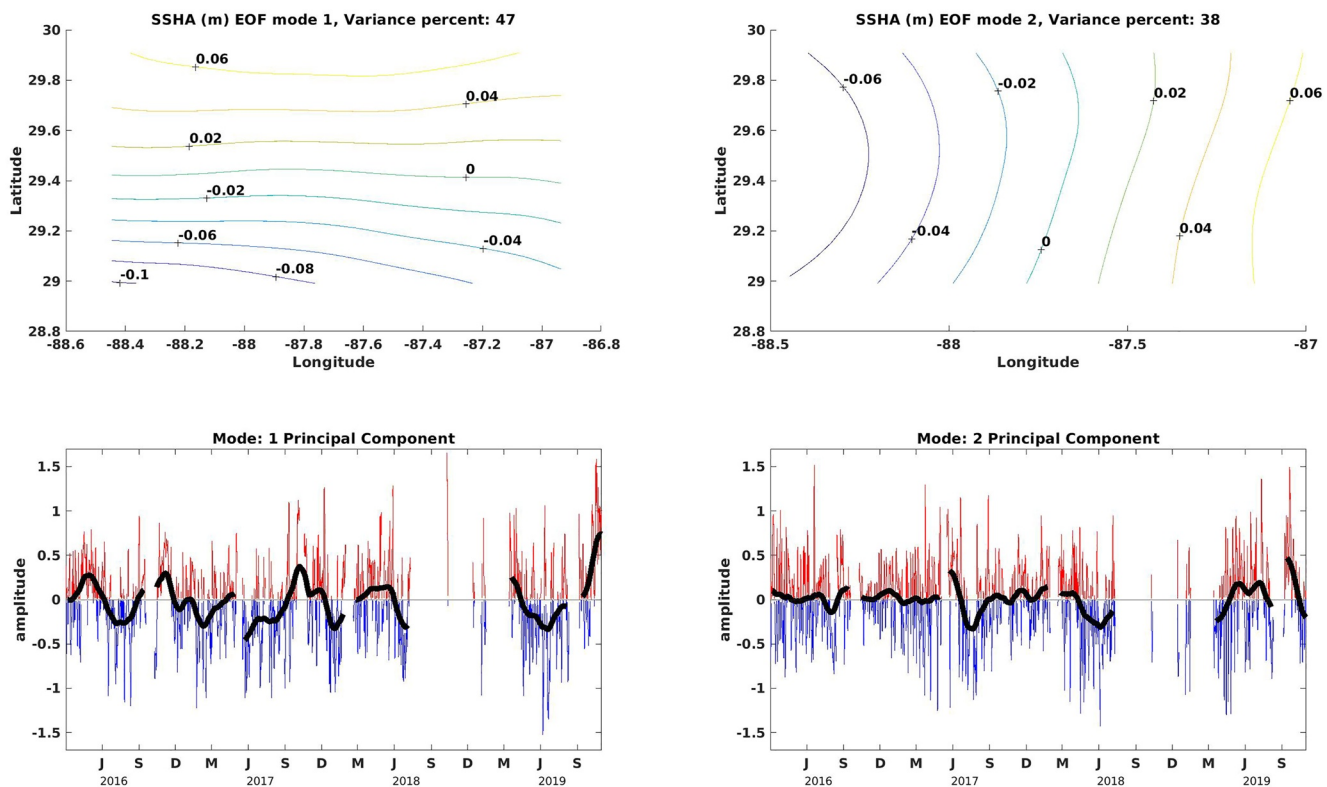 SSHA (m) EOF mode 1, Variance percent: 47
30
29.8
29.6
29.4
29.2
29
28.8
Latitude
0.06
0.04
0.02
0
-0.02
-0.06
-0.04
-0.08
-0.1
-88.6 -88.4 -88.2 -88 -87.8 -87.6 -87.4 -87.2 -87 -86.8
Longitude
SSHA (m) EOF mode 2, Variance percent: 38
30
29.8
29.6
29.4
29.2
29
28.8
Latitude
-0.06
-0.02
0.02
0.06
-0.04
0
0.04
-88.5 -88 -87.5 -87
Longitude
Mode: 1 Principal Component
1.5
1
0.5
0
-0.5
-1
-1.5
amplitude
J S D M J S D M J S D M J S
2016 2017 2018 2019
Mode: 2 Principal Component
1.5
1
0.5
0
-0.5
-1
-1.5
amplitude
J S D M J S D M J S D M J S
2016 2017 2018 2019